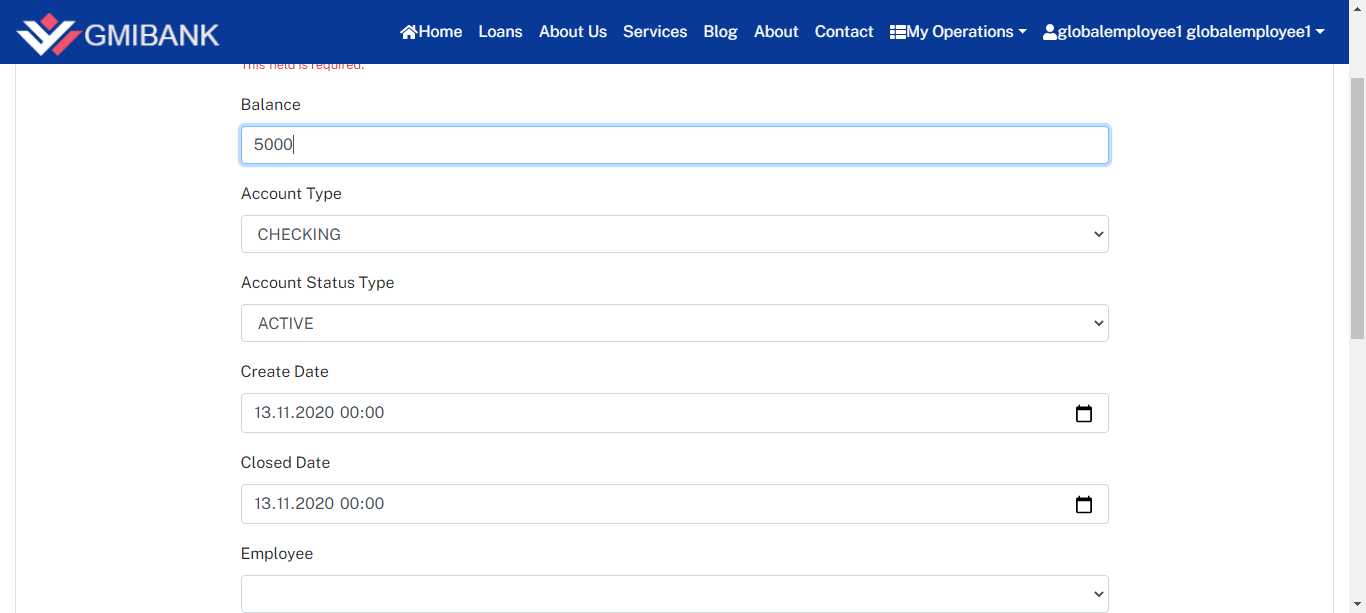 GMIBANK Home Loans About Us Services Blog About Contact My Operations globalemployee1 globalemployee1
This field is required.
Balance
5000
Account Type
CHECKING
Account Status Type
ACTIVE
Create Date
13.11.2020 00:00
Closed Date
13.11.2020 00:00
Employee